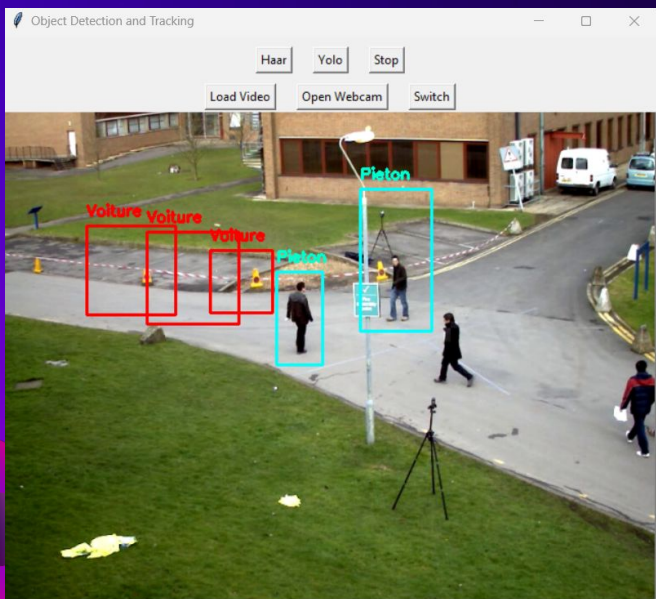 Object Detection and Tracking
Haar Yolo Stop
Load Video Open Webcam Switch
Pieton
Voiture
Voiture
Voiture
Pieton